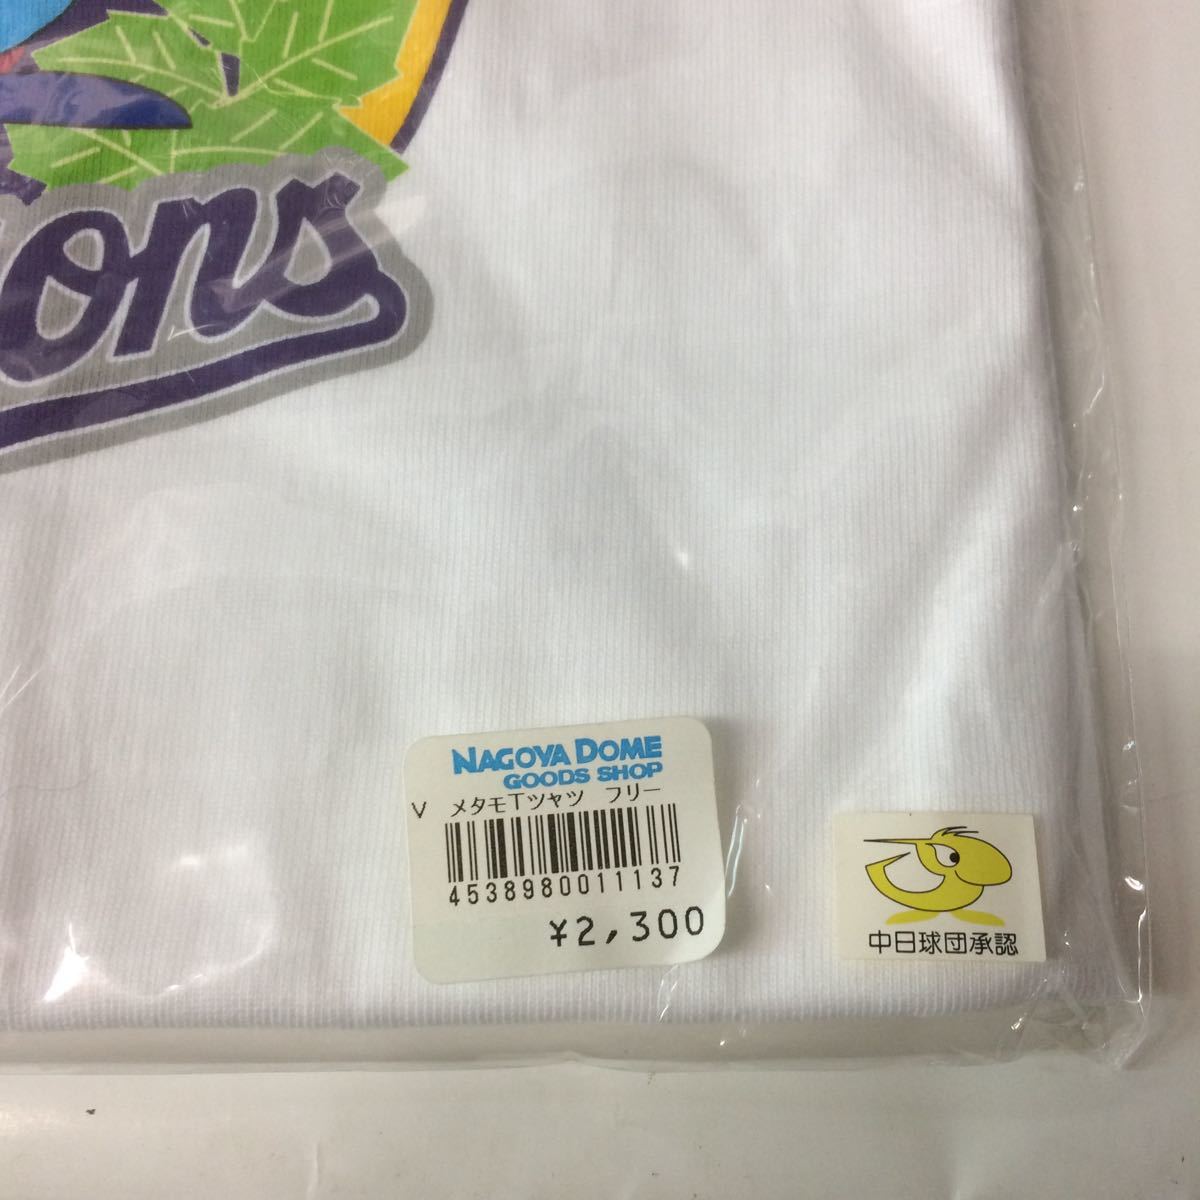 ons
NAGOYA DOME
GOODS SHOP
V メタモTツャツ フリー
4538980011137
¥2,300
中日球団承認